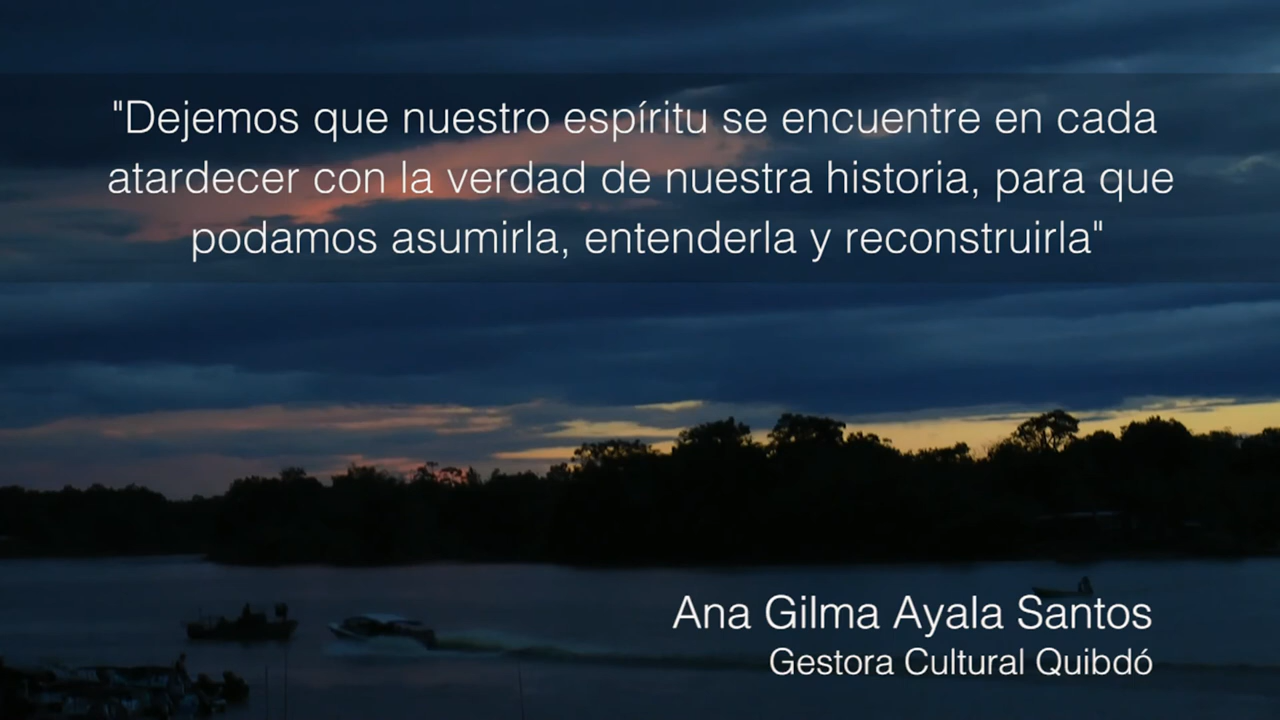 "Dejemos que nuestro espíritu se encuentre en cada
atardecer con la verdad de nuestra historia, para que
podamos asumirla, entenderla y reconstruirla"
Ana Gilma Ayala Santos
Gestora Cultural Quibdó